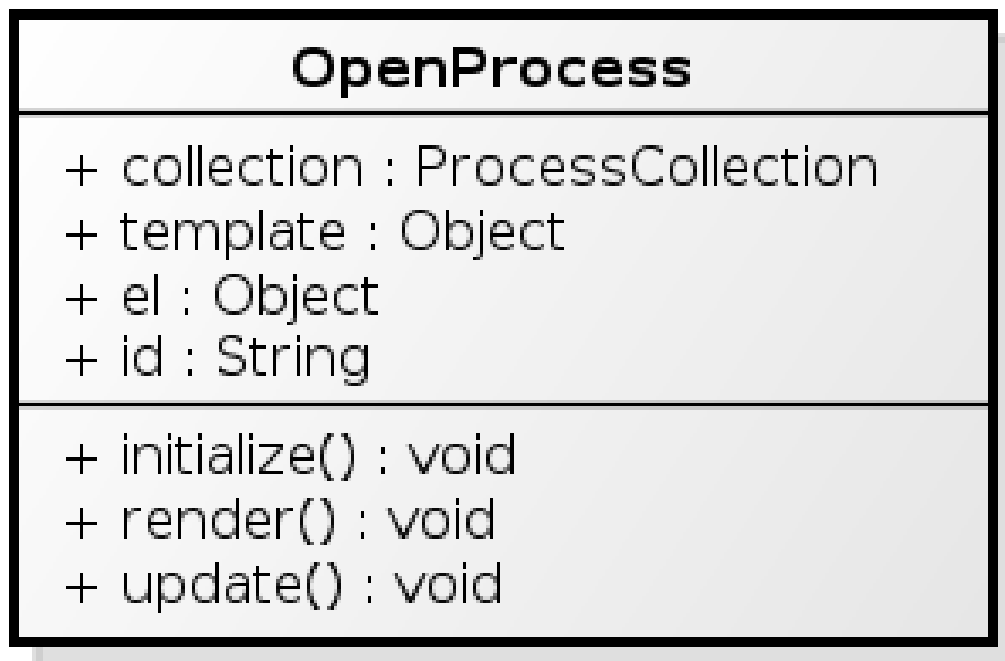 OpenProcess
+ collection : ProcessCollection
+ template : Object
+ el : Object
+ id : String
+ initialize() : void
+ render() : void
+ update() : void